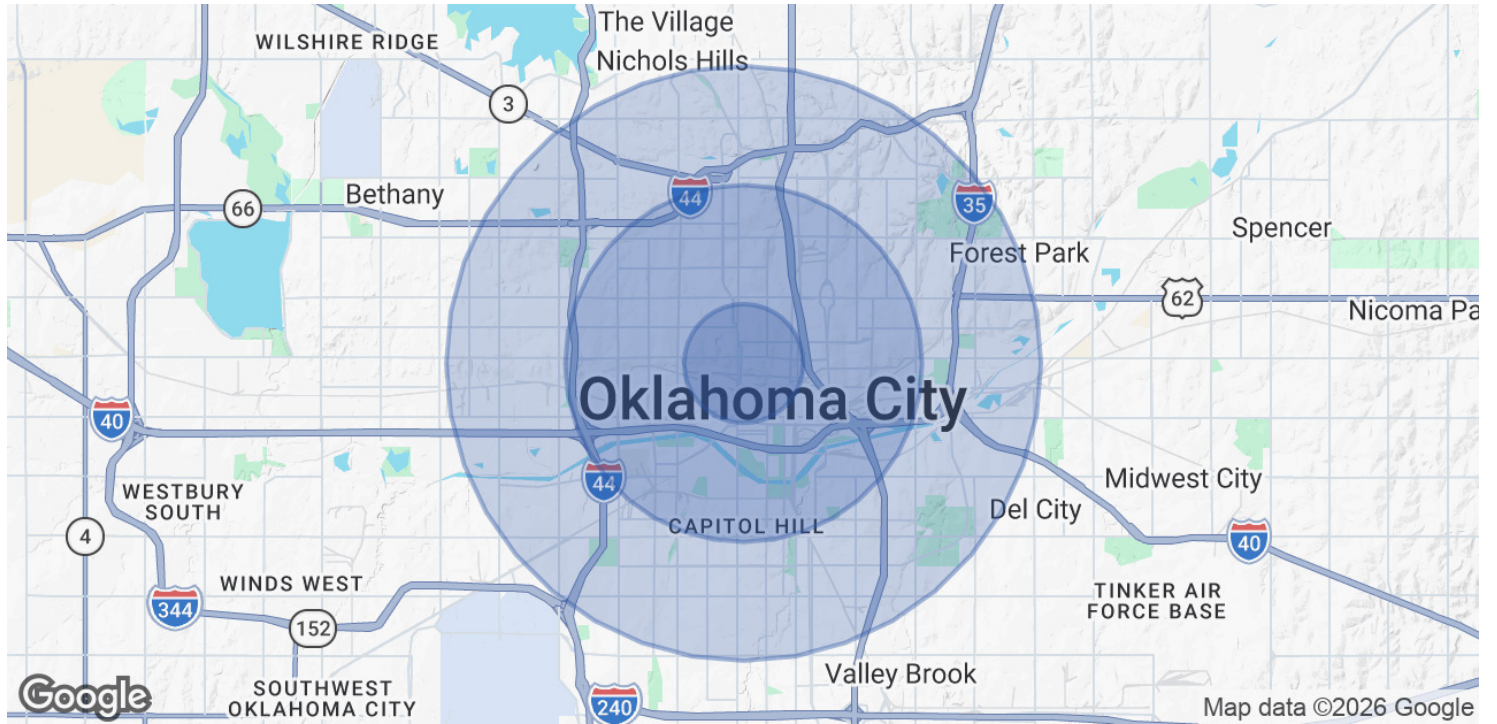 The Village
WILSHIRE RIDGE
Nichols Hills
3
44
Bethany
66
35
Spencer
Forest Park
62
Nicoma Pa
Oklahoma City
40
44
Midwest City
WESTBURY
SOUTH
Del City
CAPITOL HILL
4
40
WINDS WEST
TINKER AIR
FORCE BASE
344
152
Valley Brook
SOUTHWEST
OKLAHOMA CITY
240
Google
Map data ©2026 Google